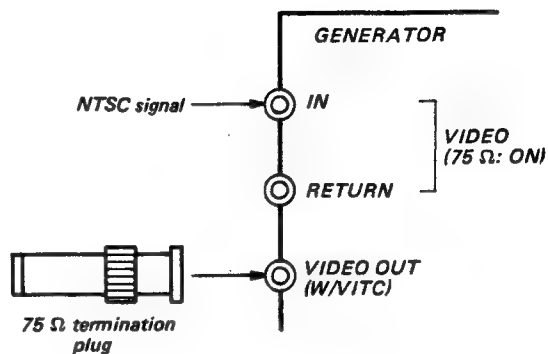 GENERATOR
NTSC signal
IN
VIDEO
(75 Ω: ON)
RETURN
VIDEO OUT
(W/VITC)
75 Ω termination
plug